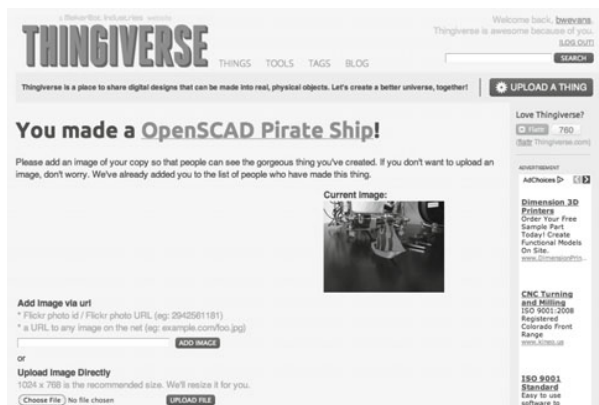 a MakerBot Industries website
THINGIVERSE
THINGS TOOLS TAGS BLOG
Welcome back, bwevans.
Thingiverse is awesome because of you.
(LOG OUT)
SEARCH
Thingiverse is a place to share digital designs that can be made into real, physical objects. Let's create a better universe, together!
UPLOAD A THING
You made a OpenSCAD Pirate Ship!
Please add an image of your copy so that people can see the gorgeous thing you've created. If you don't want to upload an
image, don't worry. We've already added you to the list of people who have made this thing.
Current image:
Add image via url
* Flickr photo id / Flickr photo URL (eg: 2942561181)
* a URL to any image on the net (eg: example.com/foo.jpg)
ADD IMAGE
or
Upload Image Directly
1024 x 768 is the recommended size. We'll resize it for you.
Choose File No file chosen
UPLOAD FILE
Love Thingiverse?
Flattr 760
(flattr Thingiverse.com)
ADVERTISEMENT
AdChoices
Dimension 3D
Printers
Order Your Free
Sample Part
Today! Create
Functional Models
On Site.
www.DimensionPrin...
CNC Turning
and Milling
ISO 9001:2008
Registered
Colorado Front
Range
www.kineo.us
ISO 9001
Standard
Easy to use
software to